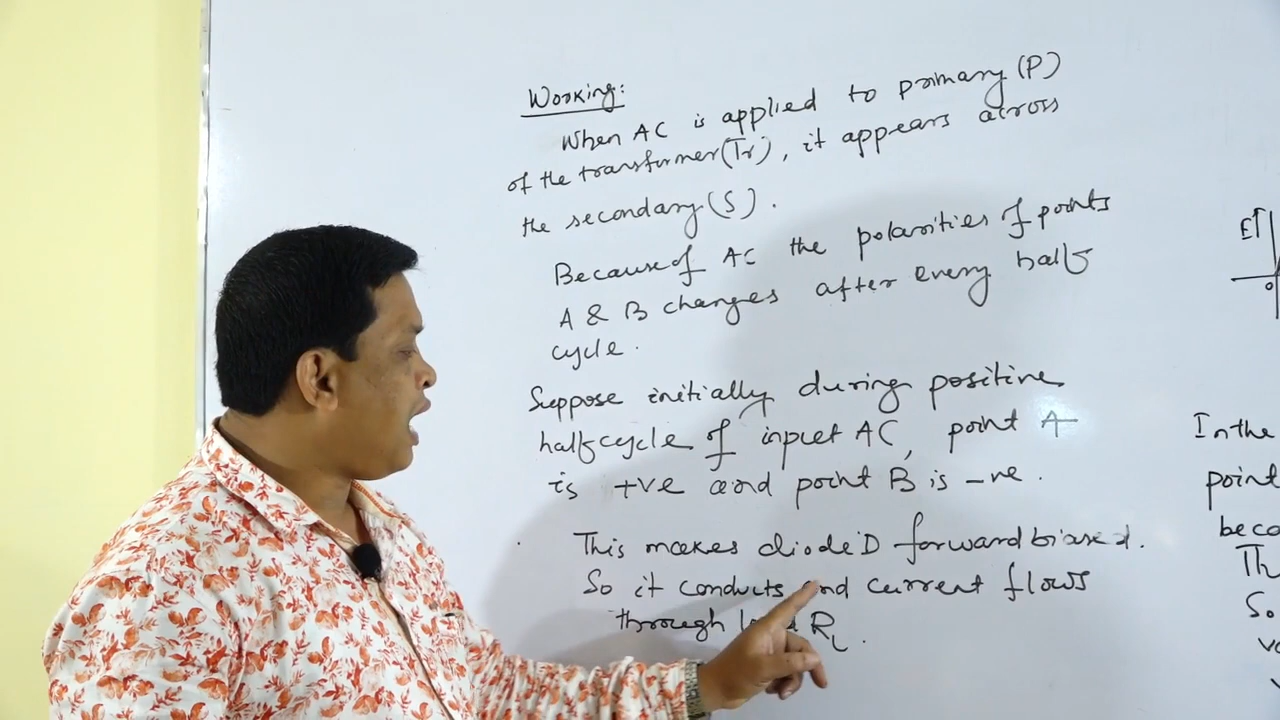 Working:
When AC is applied to primary (P)
of the transformer (Tr), it appears across
the secondary (S).
Because of AC the polarities of points
A & B changes after every half
cycle.
Suppose initially during positive
half cycle of input AC, point A
is +ve and point B is -ve.
This makes diode D forward biased.
So it conducts and current flows
through load RL.
E↑
0
In the
point
beco
Th
So